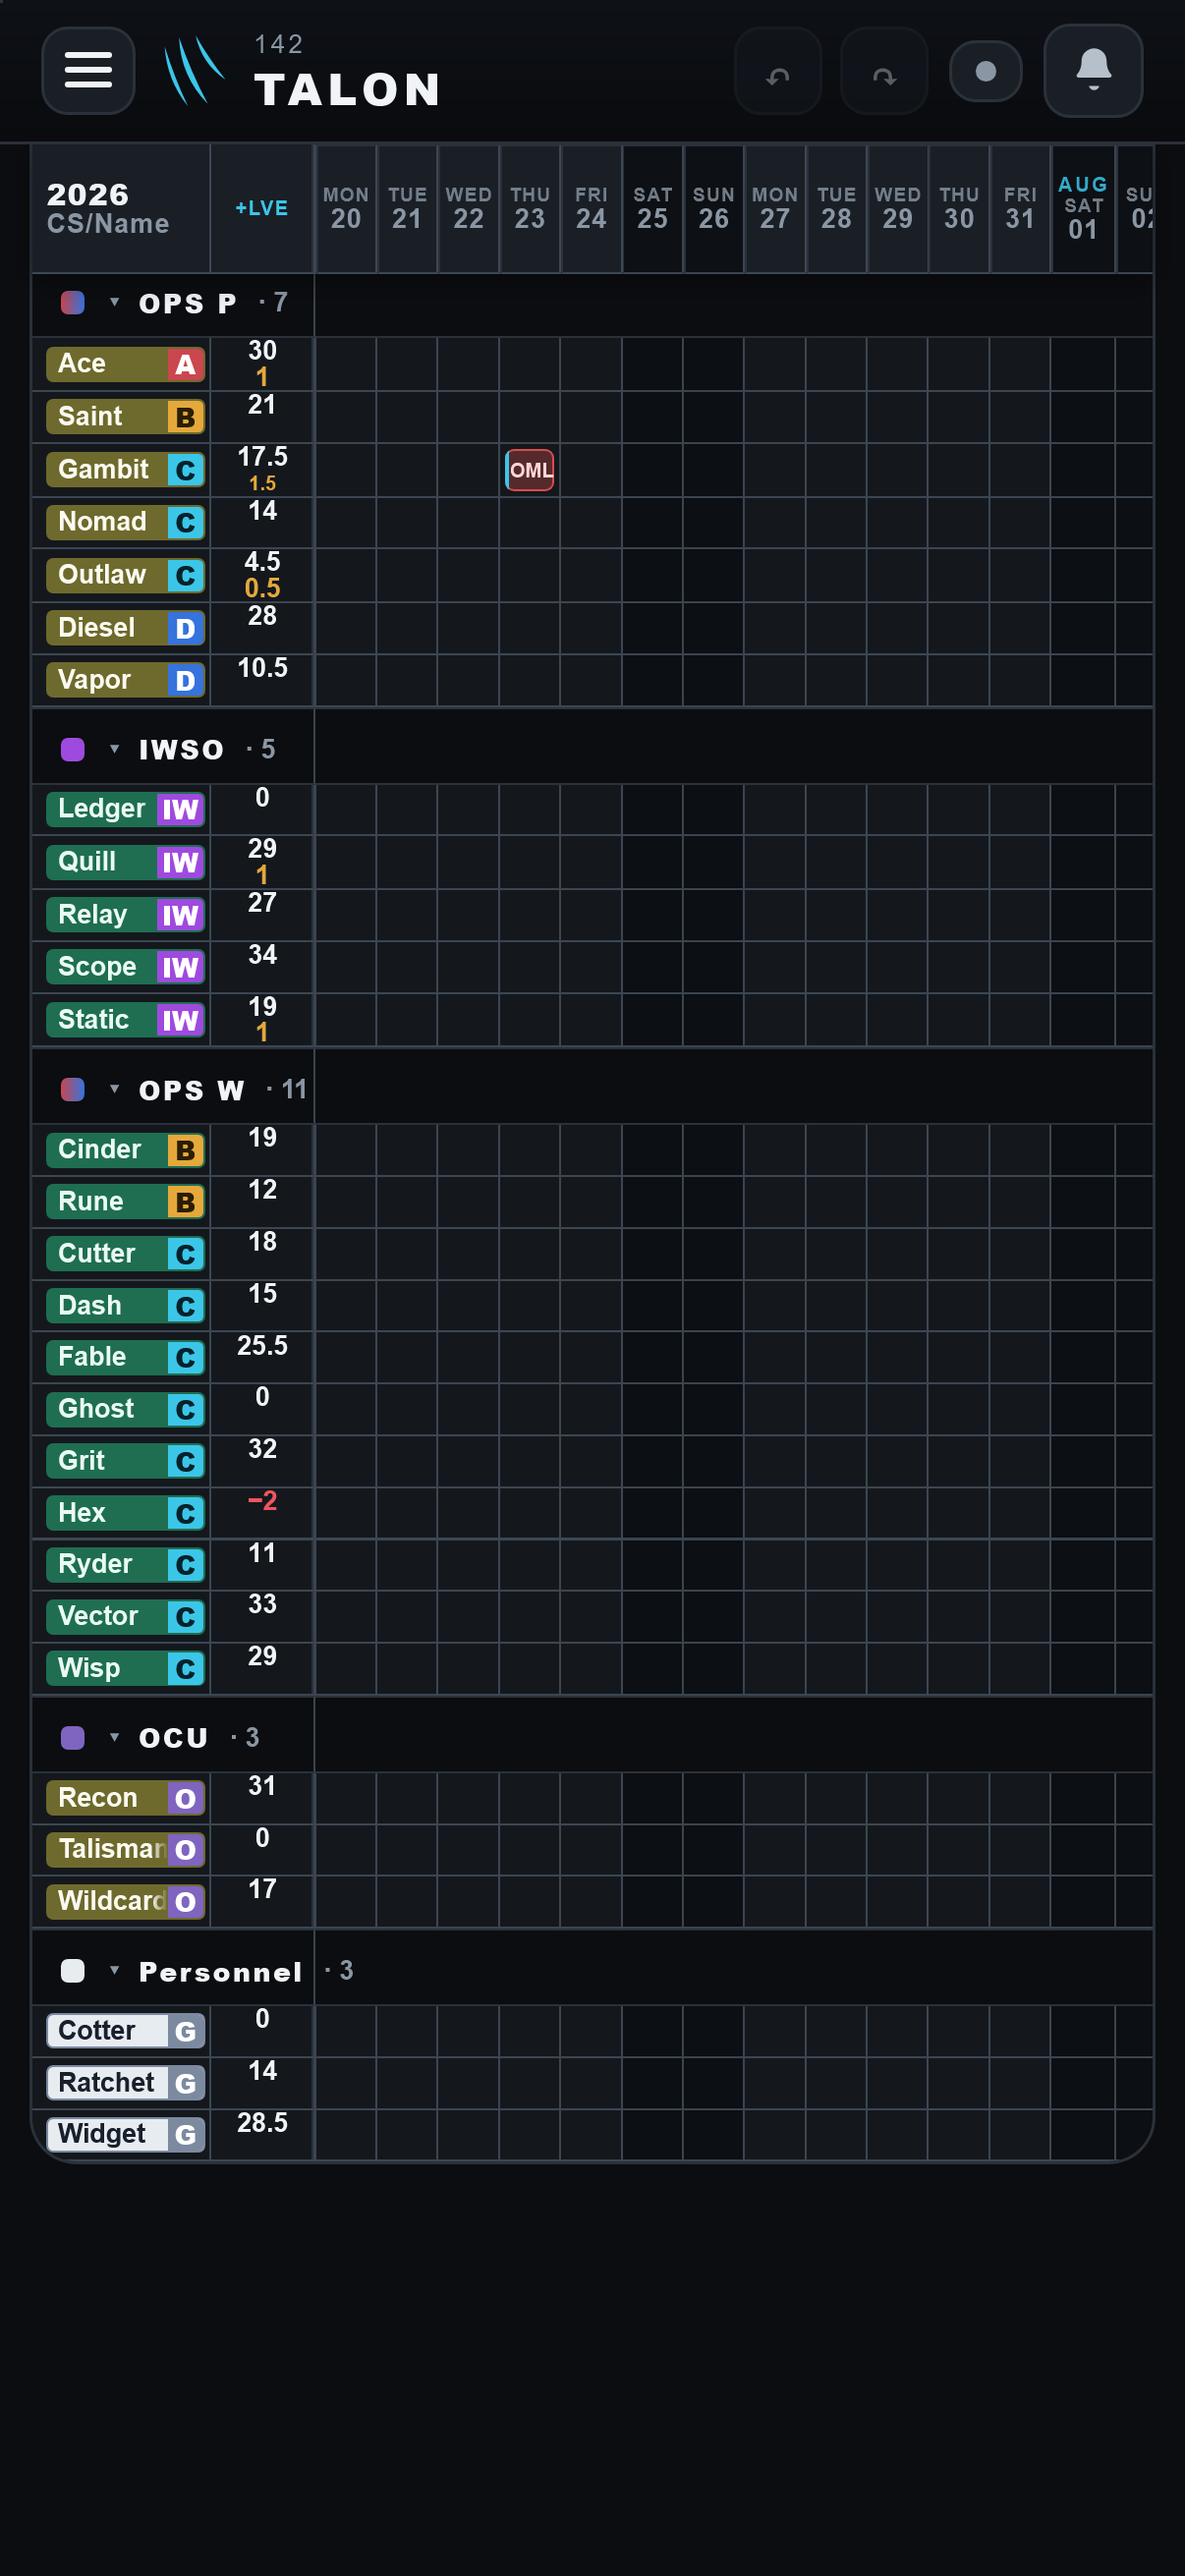 142
TALON
2026
CS/Name
+LVE
MON 20
TUE 21
WED 22
THU 23
FRI 24
SAT 25
SUN 26
MON 27
TUE 28
WED 29
THU 30
FRI 31
AUG SAT 01
SU 02
OPS P · 7
Ace A 30
1
Saint B 21
Gambit C 17.5
1.5
OML
Nomad C 14
Outlaw C 4.5
0.5
Diesel D 28
Vapor D 10.5
IWSO · 5
Ledger IW 0
Quill IW 29
1
Relay IW 27
Scope IW 34
Static IW 19
1
OPS W · 11
Cinder B 19
Rune B 12
Cutter C 18
Dash C 15
Fable C 25.5
Ghost C 0
Grit C 32
Hex C −2
Ryder C 11
Vector C 33
Wisp C 29
OCU · 3
Recon O 31
Talisman O 0
Wildcard O 17
Personnel · 3
Cotter G 0
Ratchet G 14
Widget G 28.5